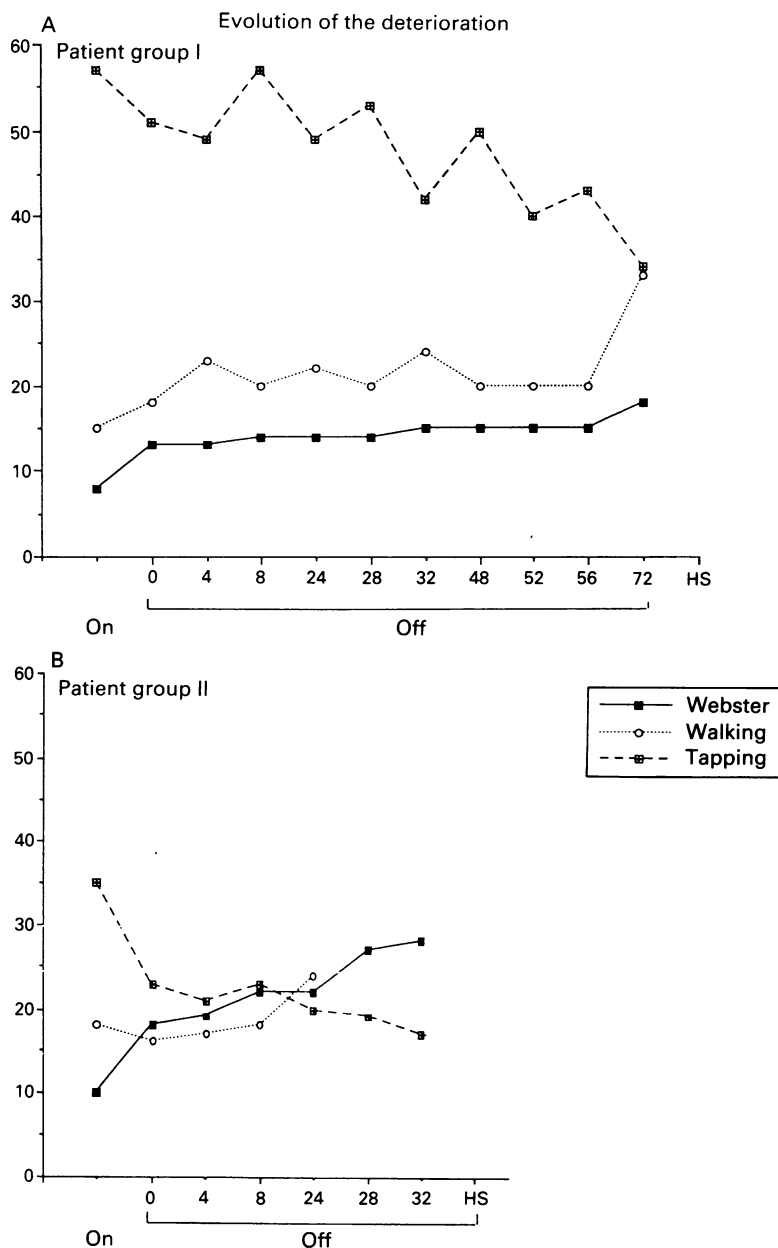 A
Evolution of the deterioration
Patient group I
60
50
40
30
20
10
0
0 4 8 24 28 32 48 52 56 72 HS
On Off
B
Patient group II
60
50
40
30
20
10
0
0 4 8 24 28 32 HS
On Off
Webster
Walking
Tapping